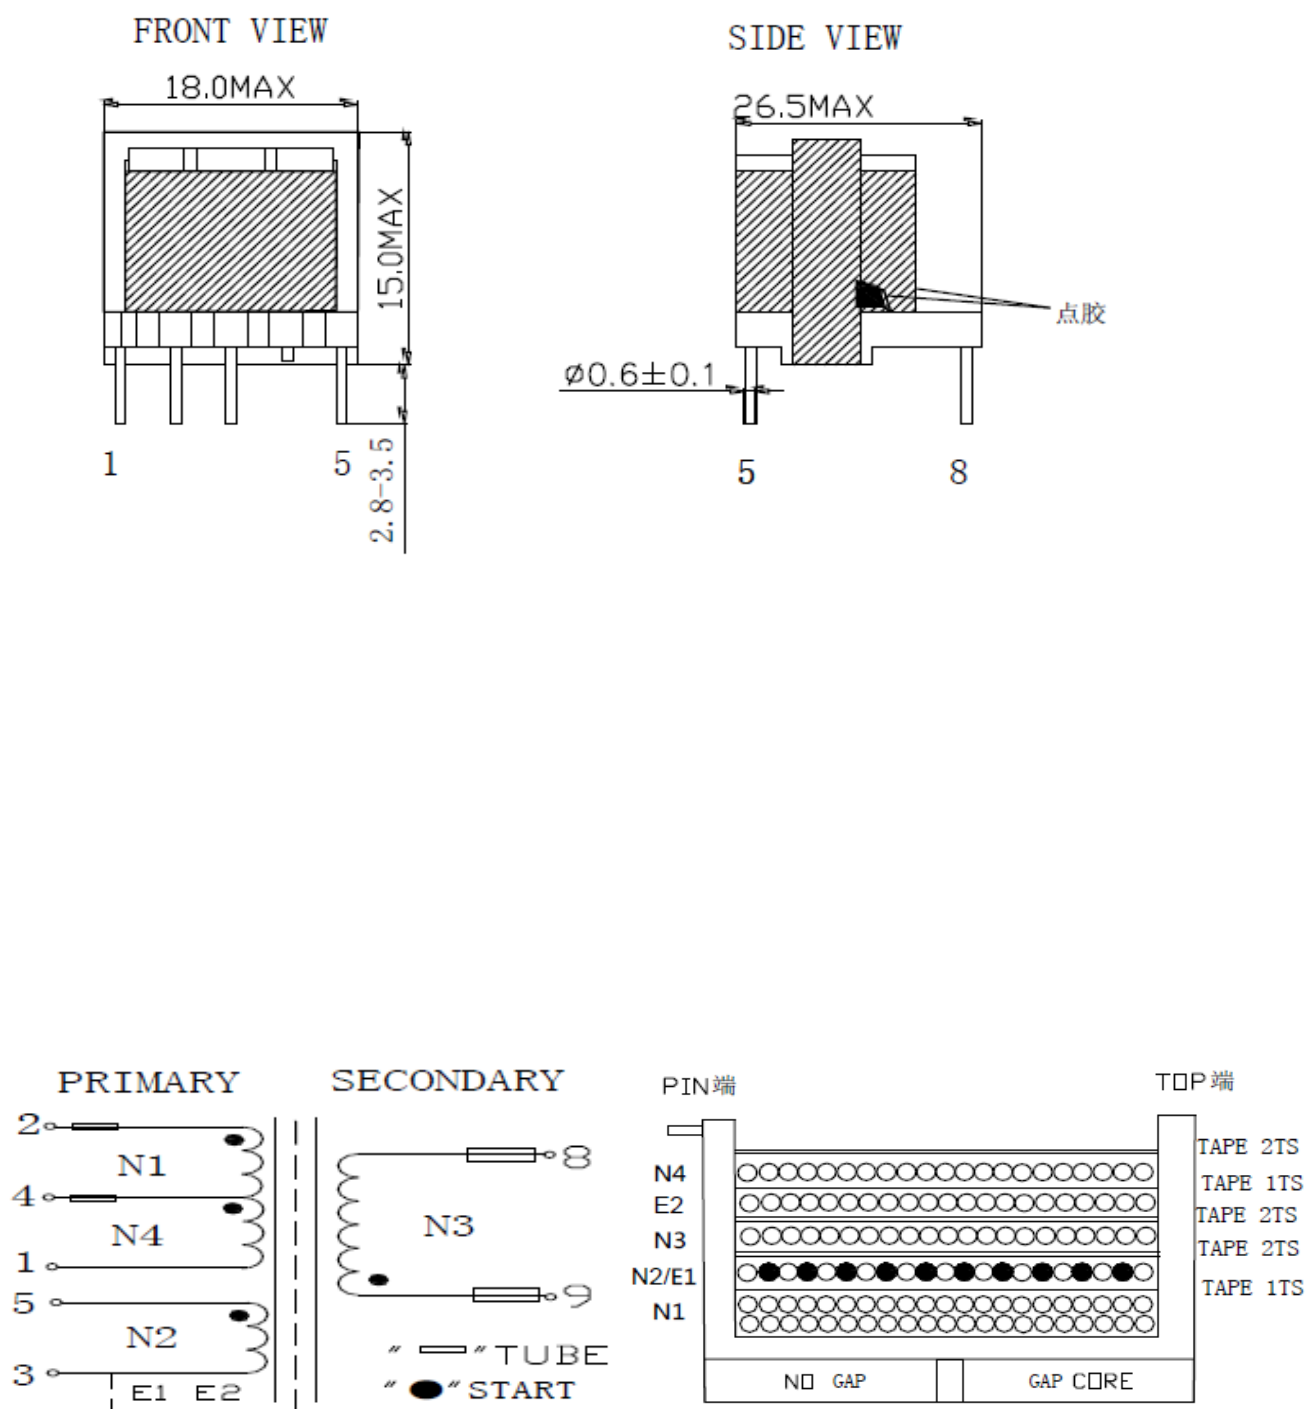 FRONT VIEW
SIDE VIEW
18.0MAX
26.5MAX
15.0MAX
点胶
Ø0.6±0.1
1
5
2.8-3.5
5
8
PRIMARY
SECONDARY
2
N1
4
N4
1
5
N2
3
E1 E2
8
N3
9
"▭"TUBE
"●"START
PIN端
TOP端
TAPE 2TS
N4
TAPE 1TS
E2
TAPE 2TS
N3
TAPE 2TS
N2/E1
TAPE 1TS
N1
NO GAP
GAP CORE